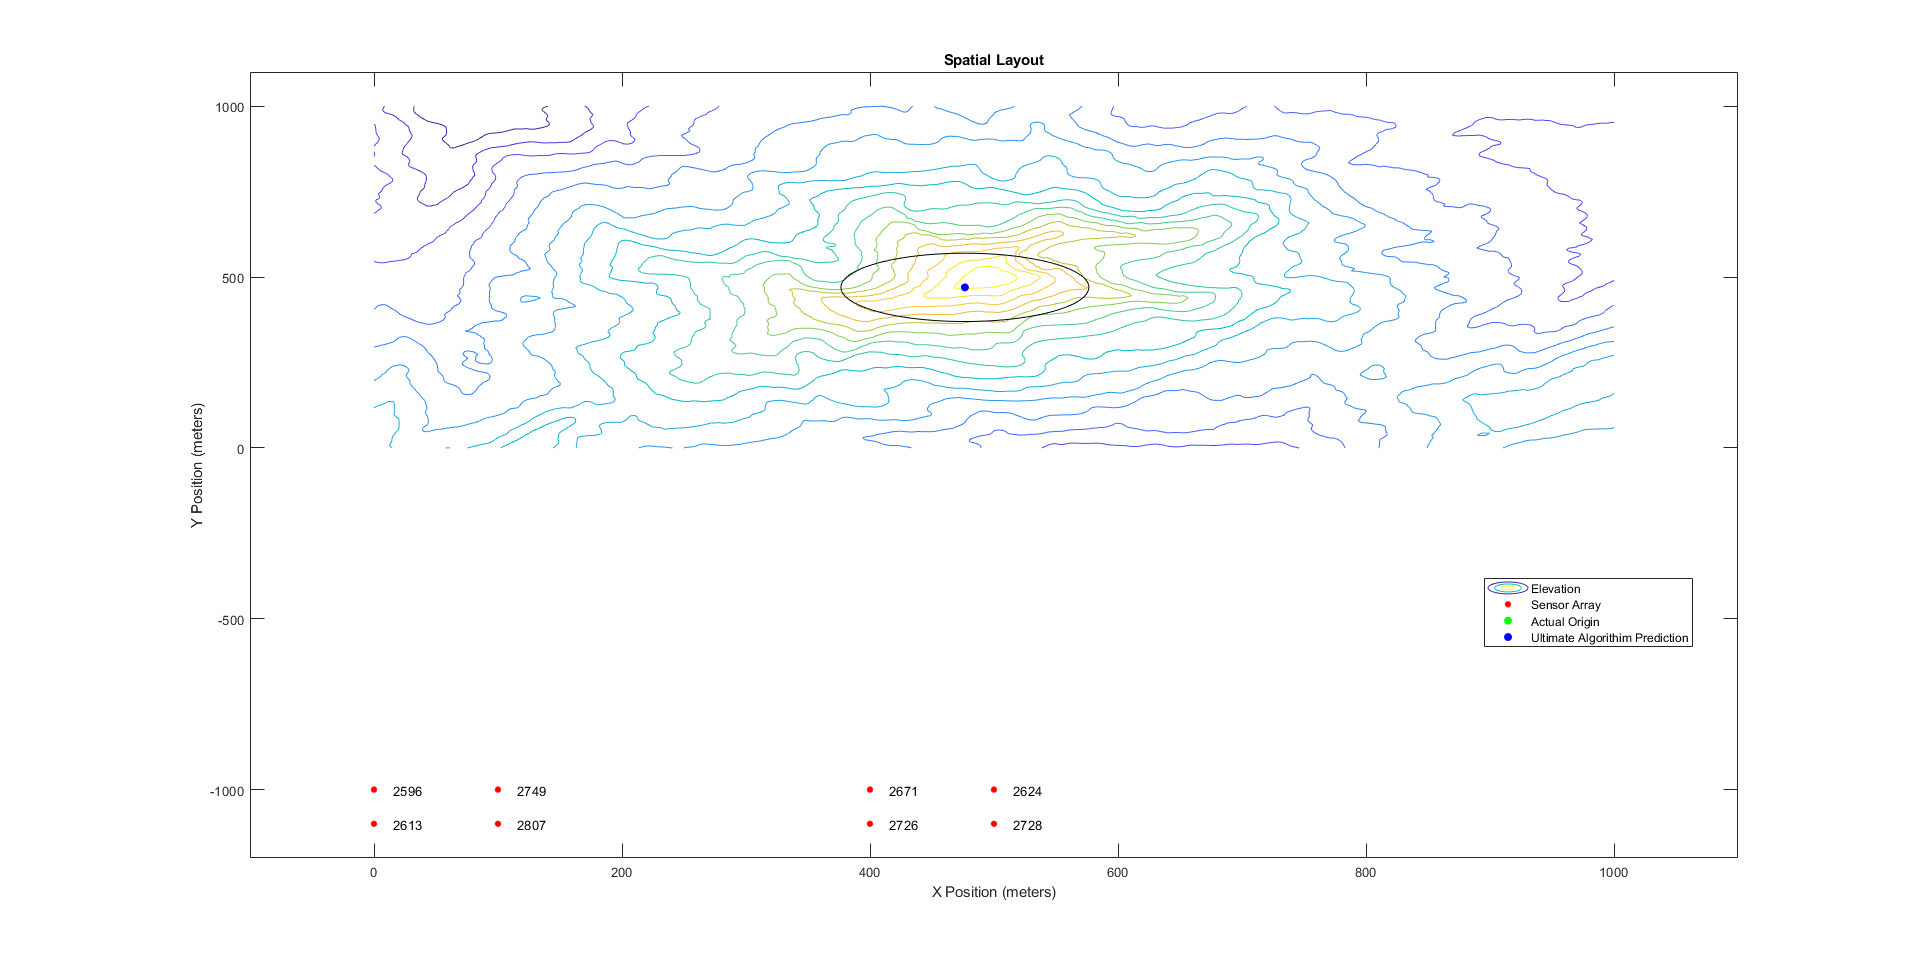 Spatial Layout
1000
500
0
-500
-1000
Y Position (meters)
Elevation
Sensor Array
Actual Origin
Ultimate Algorithim Prediction
2596 2749 2671 2624
2613 2807 2726 2728
0 200 400 600 800 1000
X Position (meters)